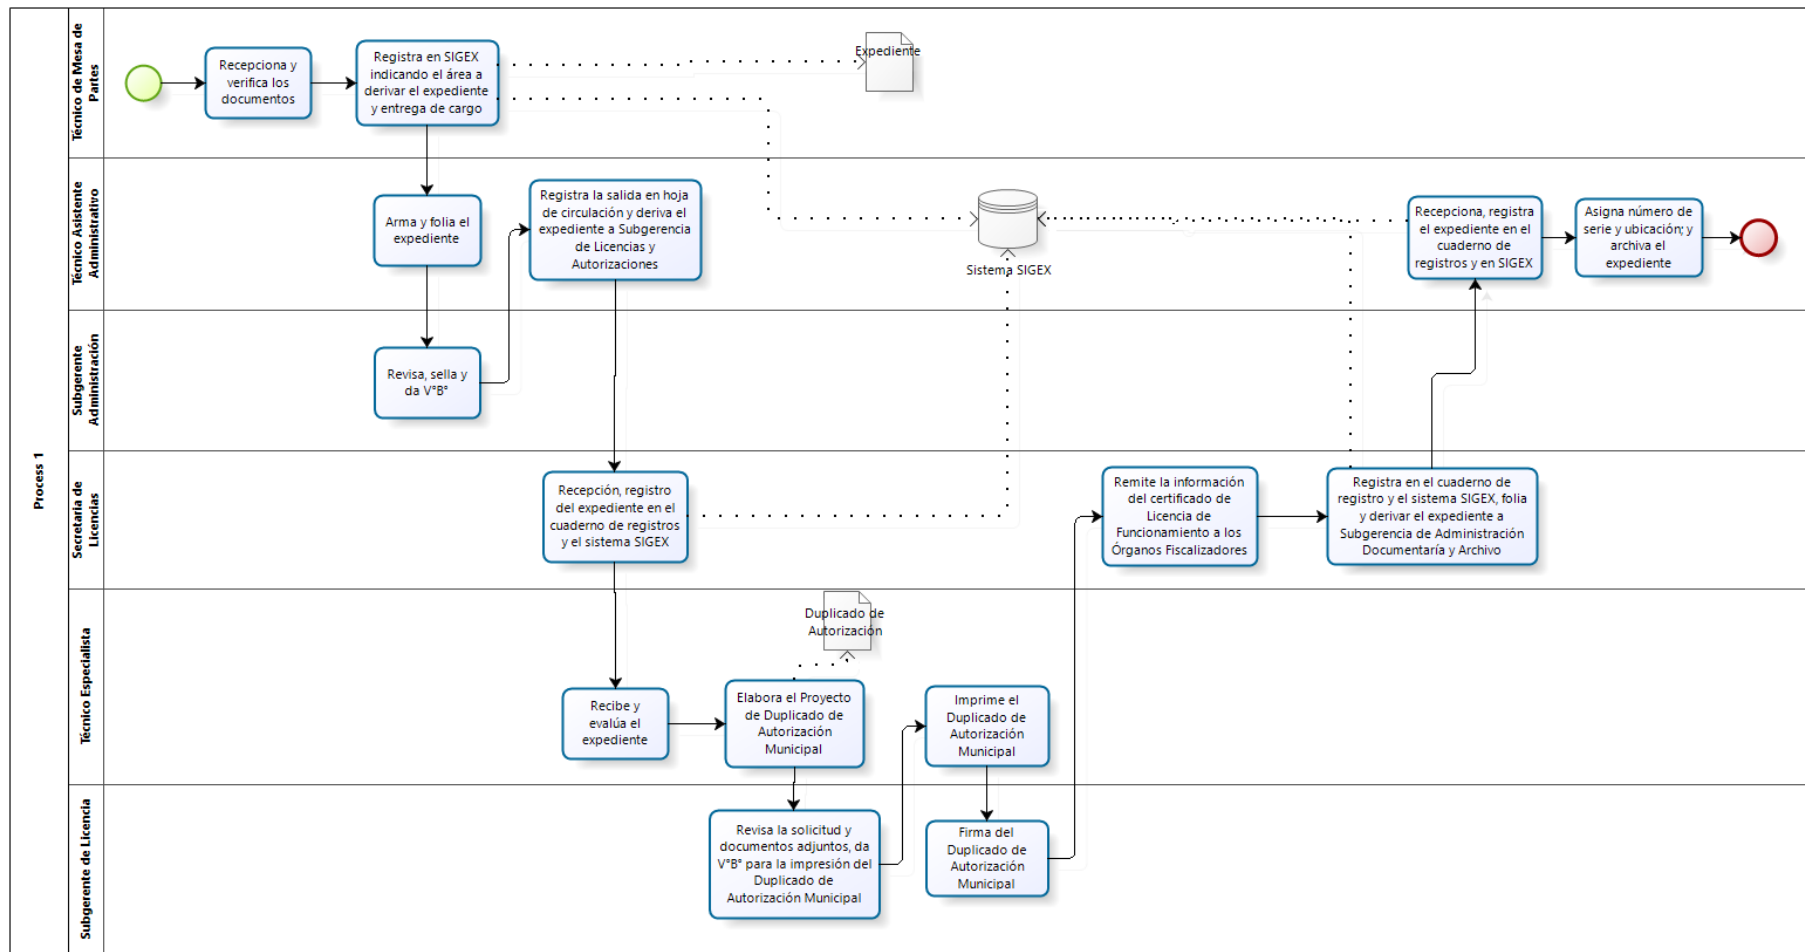 Process 1
Técnico de Mesa de
Partes
Recepciona y
verifica los
documentos
Registra en SIGEX
indicando el área a
derivar el expediente
y entrega de cargo
Expediente
Técnico Asistente
Administrativo
Arma y folia el
expediente
Registra la salida en hoja
de circulación y deriva el
expediente a Subgerencia
de Licencias y
Autorizaciones
Sistema SIGEX
Recepciona, registra
el expediente en el
cuaderno de
registros y en SIGEX
Asigna número de
serie y ubicación; y
archiva el
expediente
Subgerente
Administración
Revisa, sella y
da V°B°
Secretaria de
Licencias
Recepción, registro
del expediente en el
cuaderno de registros
y el sistema SIGEX
Remite la información
del certificado de
Licencia de
Funcionamiento a los
Órganos Fiscalizadores
Registra en el cuaderno de
registro y el sistema SIGEX, folia
y derivar el expediente a
Subgerencia de Administración
Documentaría y Archivo
Técnico Especialista
Duplicado de
Autorización
Recibe y
evalúa el
expediente
Elabora el Proyecto
de Duplicado de
Autorización
Municipal
Imprime el
Duplicado de
Autorización
Municipal
Subgerente de Licencia
Revisa la solicitud y
documentos adjuntos, da
V°B° para la impresión del
Duplicado de
Autorización Municipal
Firma del
Duplicado de
Autorización
Municipal